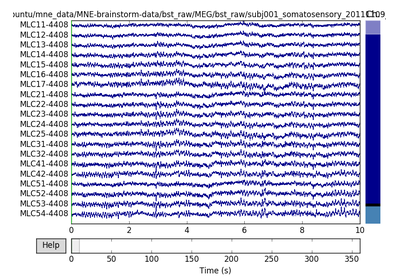 ubuntu/mne_data/MNE-brainstorm-data/bst_raw/MEG/bst_raw/subj001_somatosensory_20111109_
MLC11-4408
MLC12-4408
MLC13-4408
MLC14-4408
MLC15-4408
MLC16-4408
MLC17-4408
MLC21-4408
MLC22-4408
MLC23-4408
MLC24-4408
MLC25-4408
MLC31-4408
MLC32-4408
MLC41-4408
MLC42-4408
MLC51-4408
MLC52-4408
MLC53-4408
MLC54-4408
0 2 4 6 8 10
Help
0 50 100 150 200 250 300 350
Time (s)